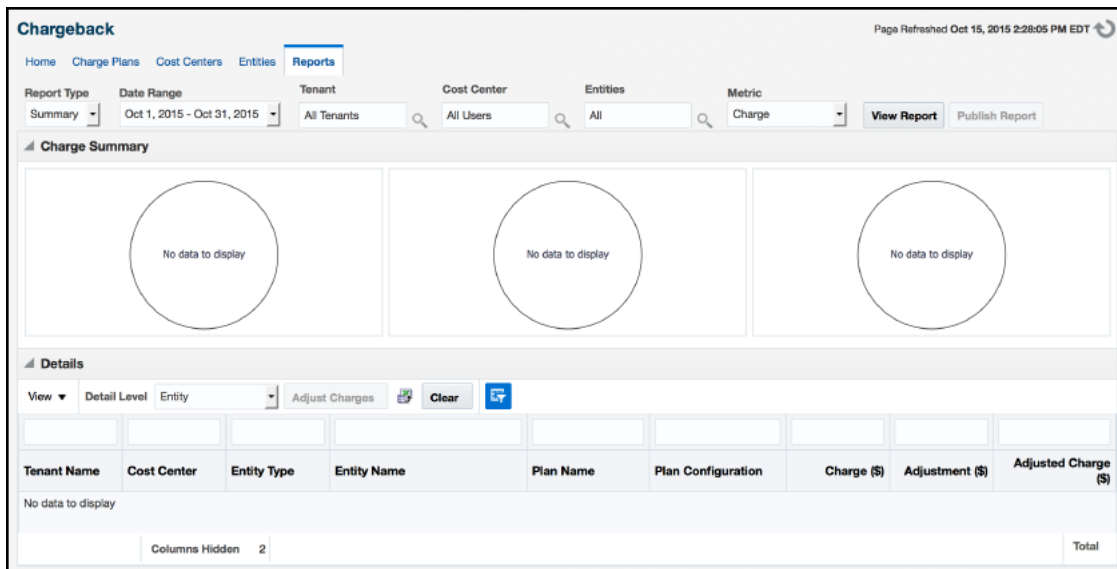 Chargeback
Page Refreshed Oct 15, 2015 2:28:05 PM EDT
Home Charge Plans Cost Centers Entities Reports
Report Type Date Range Tenant Cost Center Entities Metric
Summary Oct 1, 2015 - Oct 31, 2015 All Tenants All Users All Charge View Report Publish Report
Charge Summary
No data to display No data to display No data to display
Details
View Detail Level Entity Adjust Charges Clear
Tenant Name Cost Center Entity Type Entity Name Plan Name Plan Configuration Charge ($) Adjustment ($) Adjusted Charge
($)
No data to display
Columns Hidden 2 Total